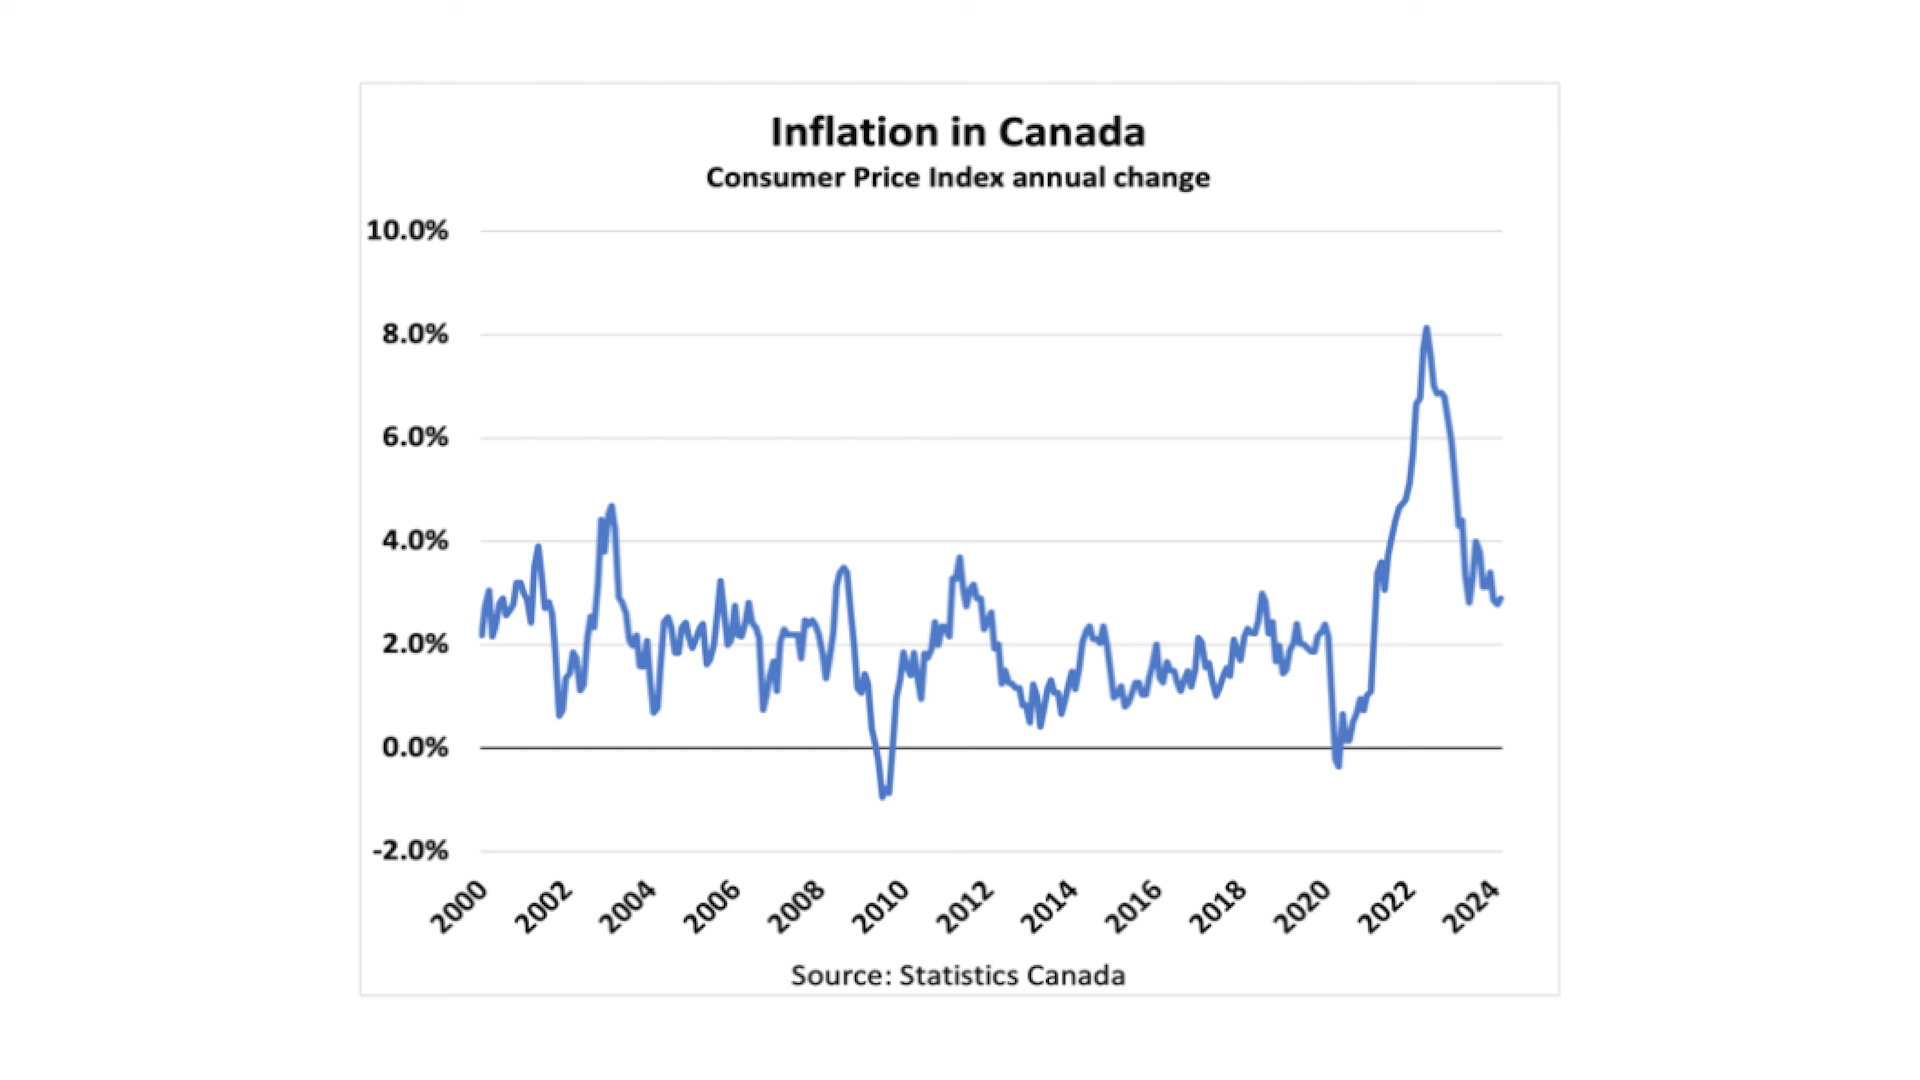 Inflation in Canada
Consumer Price Index annual change
10.0%
8.0%
6.0%
4.0%
2.0%
0.0%
-2.0%
2000 2002 2004 2006 2008 2010 2012 2014 2016 2018 2020 2022 2024
Source: Statistics Canada